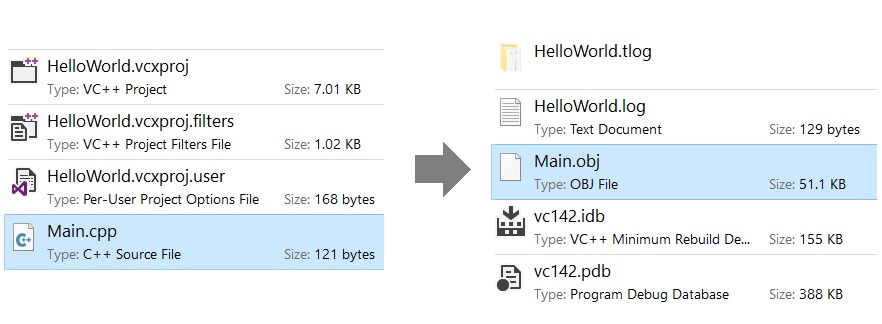 HelloWorld.vcxproj
Type: VC++ Project Size: 7.01 KB
HelloWorld.vcxproj.filters
Type: VC++ Project Filters File Size: 1.02 KB
HelloWorld.vcxproj.user
Type: Per-User Project Options File Size: 168 bytes
Main.cpp
Type: C++ Source File Size: 121 bytes
HelloWorld.tlog
HelloWorld.log
Type: Text Document Size: 129 bytes
Main.obj
Type: OBJ File Size: 51.1 KB
vc142.idb
Type: VC++ Minimum Rebuild De... Size: 155 KB
vc142.pdb
Type: Program Debug Database Size: 388 KB